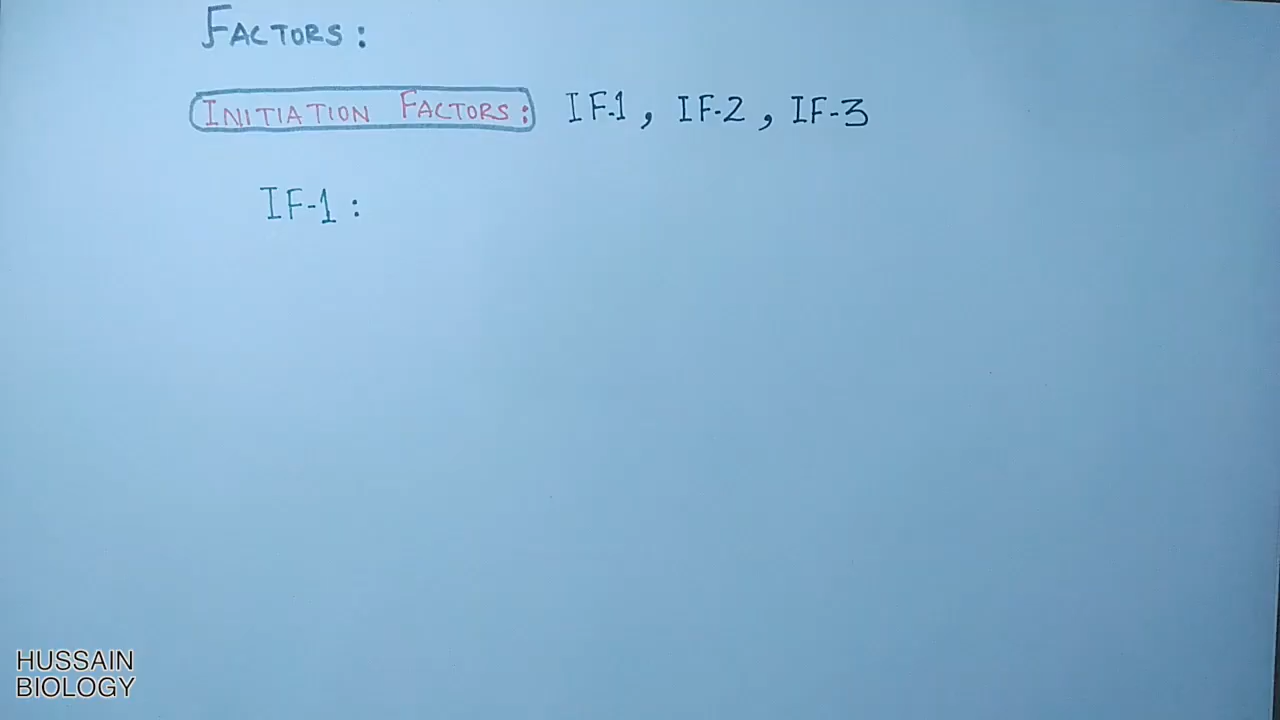 FACTORS:
INITIATION FACTORS: IF-1, IF-2, IF-3
IF-1:
HUSSAIN
BIOLOGY